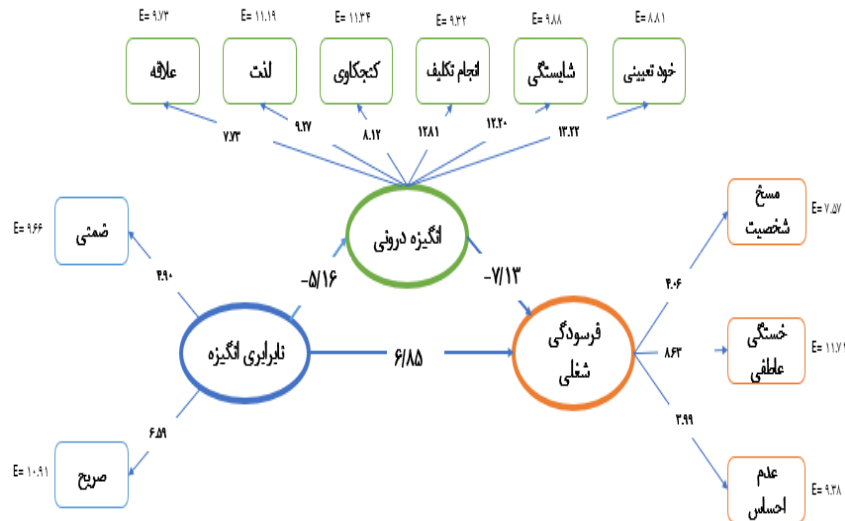 E= ۸.۸۱
E= ۹.۸۸
E= ۹.۳۲
E= ۱۱.۳۴
E= ۱۱.۱۹
E= ۹.۷۳
خود تعیینی
شایستگی
انجام تکلیف
کنجکاوی
لذت
علاقه
۱۳.۲۲
۱۲.۲۰
۱۲.۸۱
۸.۱۲
۹.۲۷
۷.۷۳
مسخ
شخصیت
E= ۷.۵۷
انگیزه درونی
ضمنی
E= ۹.۶۶
۴.۹۰
-۵/۱۶
-۷/۱۳
۴.۰۶
فرسودگی
شغلی
نابرابری انگیزه
۶/۸۵
۸.۶۳
خستگی
عاطفی
۶.۵۹
۳.۹۹
صریح
E= ۱۰.۹۱
عدم
احساس
E= ۹.۳۸